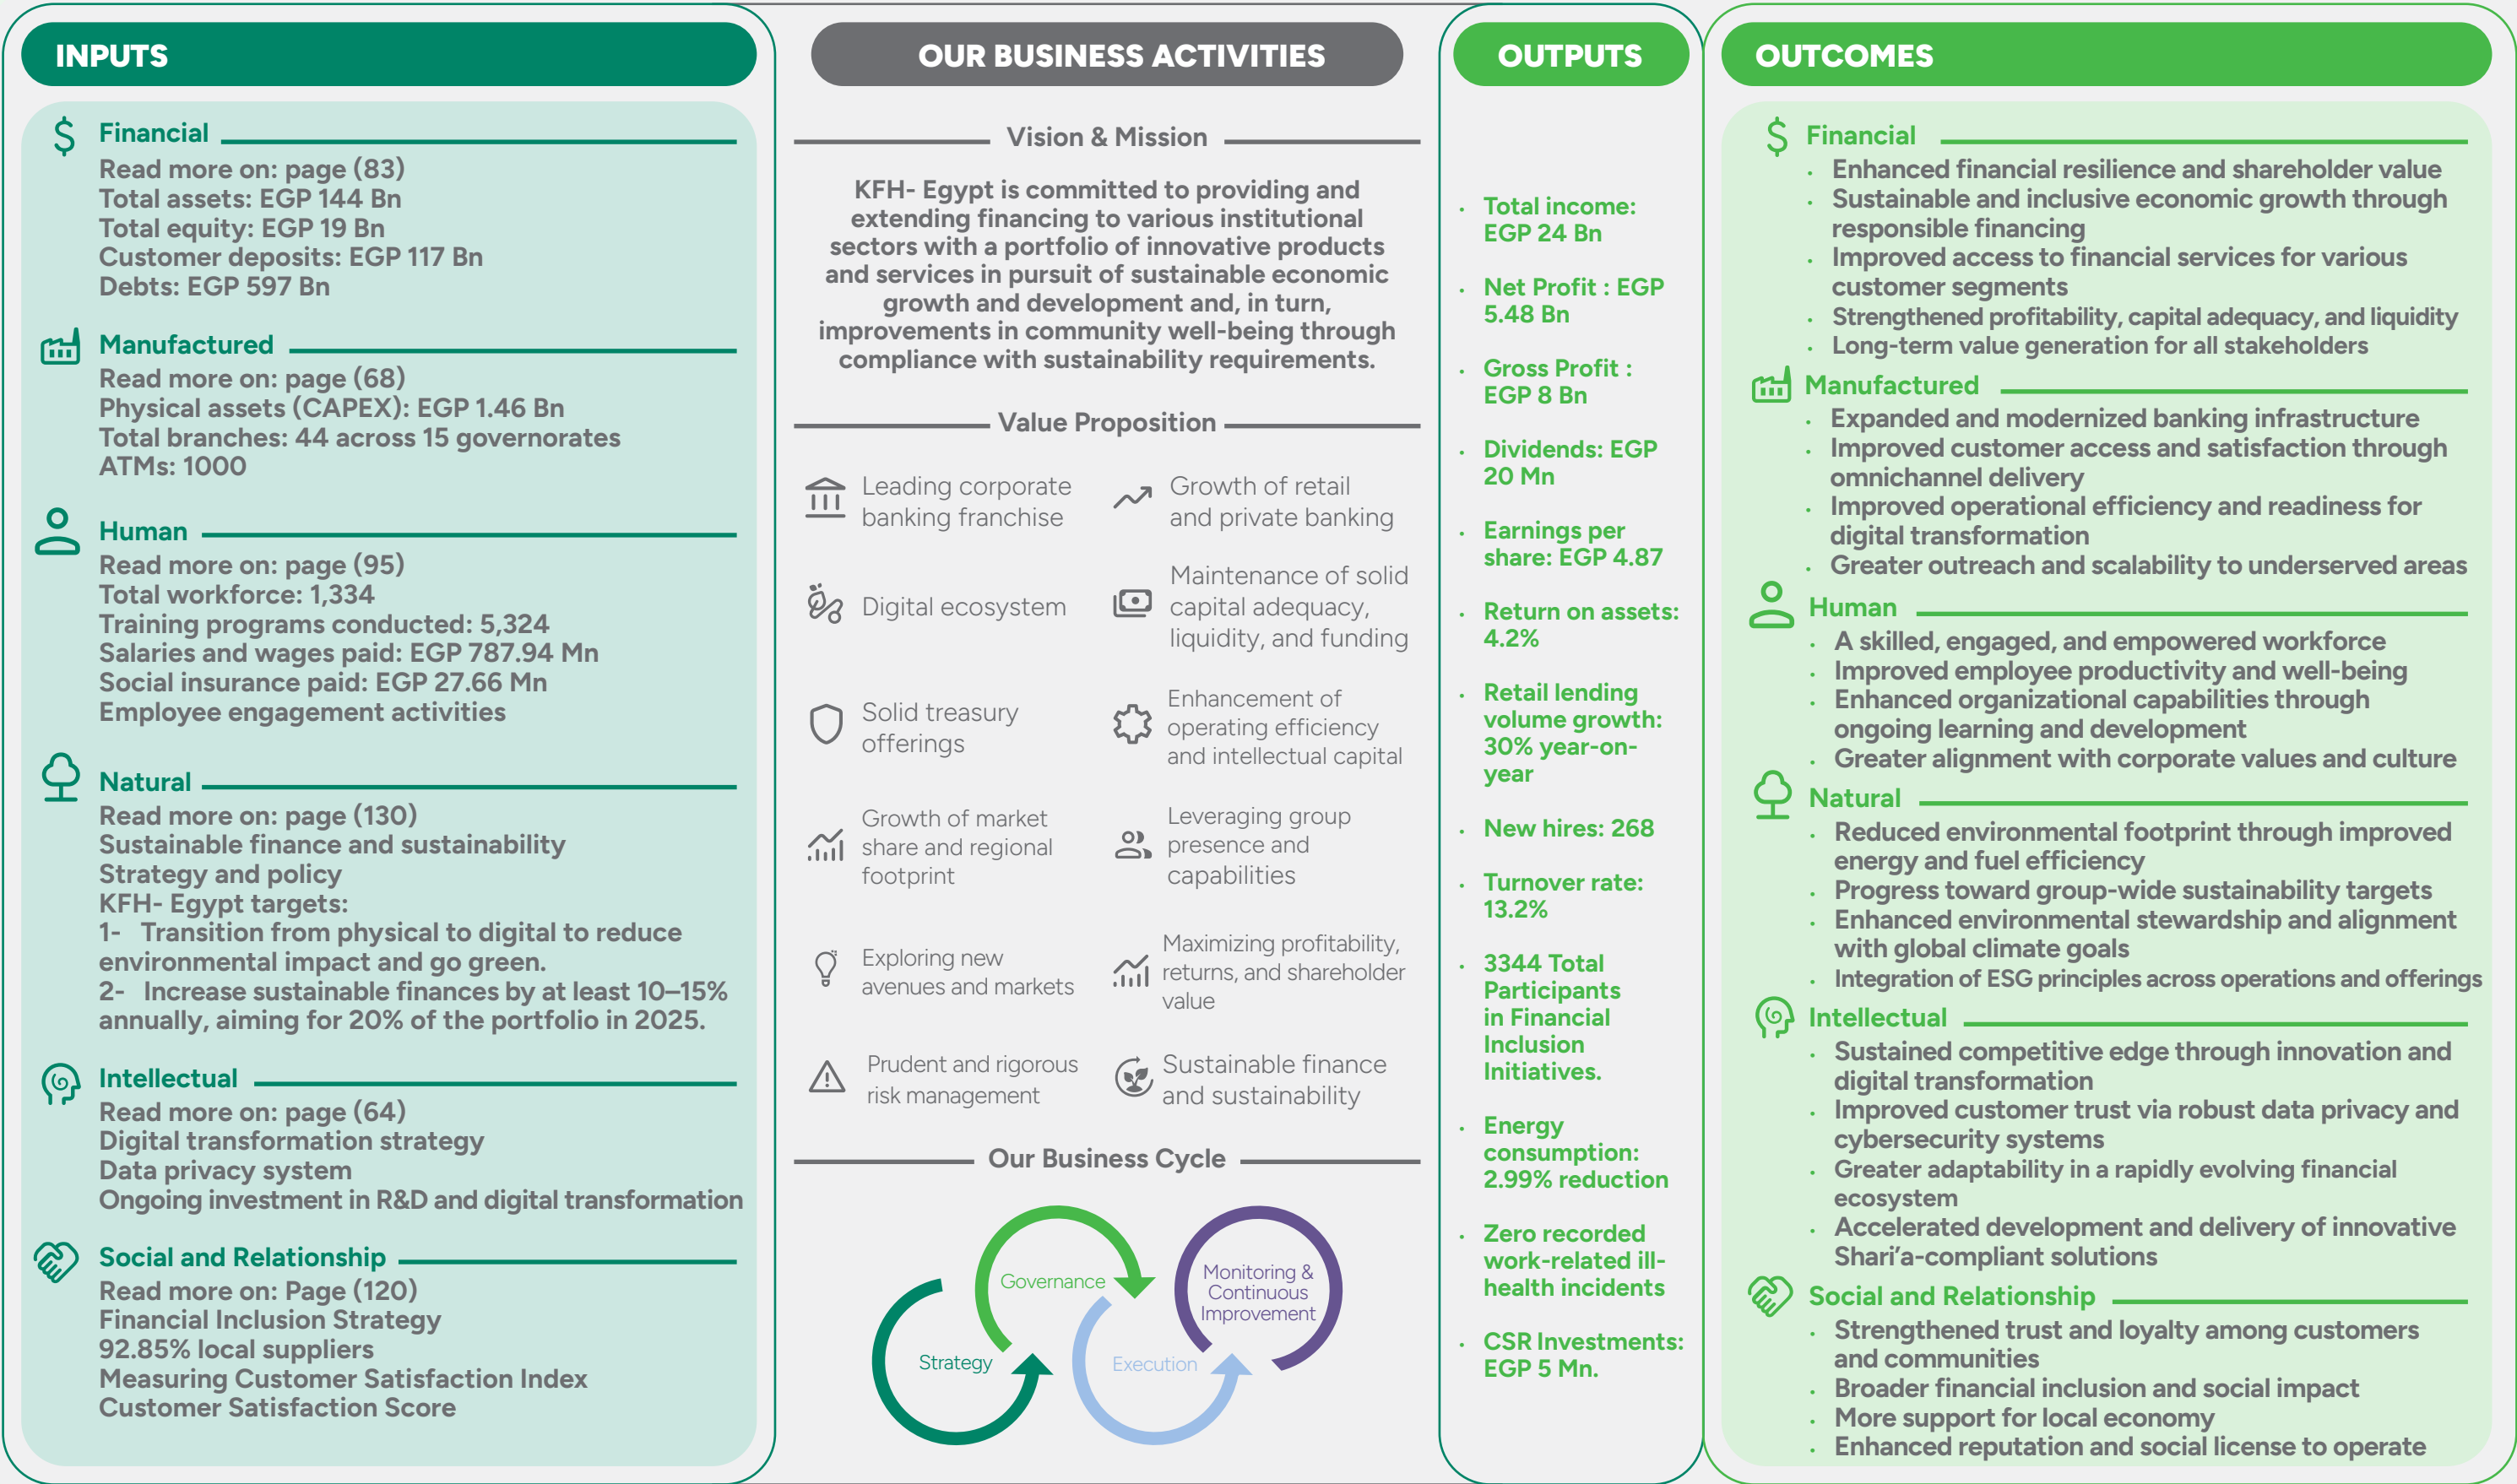 INPUTS
Financial
Read more on: page (83)
Total assets: EGP 144 Bn
Total equity: EGP 19 Bn
Customer deposits: EGP 117 Bn
Debts: EGP 597 Bn
Manufactured
Read more on: page (68)
Physical assets (CAPEX): EGP 1.46 Bn
Total branches: 44 across 15 governorates
ATMs: 1000
Human
Read more on: page (95)
Total workforce: 1,334
Training programs conducted: 5,324
Salaries and wages paid: EGP 787.94 Mn
Social insurance paid: EGP 27.66 Mn
Employee engagement activities
Natural
Read more on: page (130)
Sustainable finance and sustainability
Strategy and policy
KFH- Egypt targets:
1- Transition from physical to digital to reduce
environmental impact and go green.
2- Increase sustainable finances by at least 10–15%
annually, aiming for 20% of the portfolio in 2025.
Intellectual
Read more on: page (64)
Digital transformation strategy
Data privacy system
Ongoing investment in R&D and digital transformation
Social and Relationship
Read more on: Page (120)
Financial Inclusion Strategy
92.85% local suppliers
Measuring Customer Satisfaction Index
Customer Satisfaction Score
OUR BUSINESS ACTIVITIES
Vision & Mission
KFH- Egypt is committed to providing and
extending financing to various institutional
sectors with a portfolio of innovative products
and services in pursuit of sustainable economic
growth and development and, in turn,
improvements in community well-being through
compliance with sustainability requirements.
Value Proposition
Leading corporate
banking franchise
Growth of retail
and private banking
Digital ecosystem
Maintenance of solid
capital adequacy,
liquidity, and funding
Solid treasury
offerings
Enhancement of
operating efficiency
and intellectual capital
Growth of market
share and regional
footprint
Leveraging group
presence and
capabilities
Exploring new
avenues and markets
Maximizing profitability,
returns, and shareholder
value
Prudent and rigorous
risk management
Sustainable finance
and sustainability
Our Business Cycle
Strategy
Governance
Execution
Monitoring &
Continuous
Improvement
OUTPUTS
• Total income:
EGP 24 Bn
• Net Profit : EGP
5.48 Bn
• Gross Profit :
EGP 8 Bn
• Dividends: EGP
20 Mn
• Earnings per
share: EGP 4.87
• Return on assets:
4.2%
• Retail lending
volume growth:
30% year-on-
year
• New hires: 268
• Turnover rate:
13.2%
• 3344 Total
Participants
in Financial
Inclusion
Initiatives.
• Energy
consumption:
2.99% reduction
• Zero recorded
work-related ill-
health incidents
• CSR Investments:
EGP 5 Mn.
OUTCOMES
Financial
• Enhanced financial resilience and shareholder value
• Sustainable and inclusive economic growth through
responsible financing
• Improved access to financial services for various
customer segments
• Strengthened profitability, capital adequacy, and liquidity
• Long-term value generation for all stakeholders
Manufactured
• Expanded and modernized banking infrastructure
• Improved customer access and satisfaction through
omnichannel delivery
• Improved operational efficiency and readiness for
digital transformation
• Greater outreach and scalability to underserved areas
Human
• A skilled, engaged, and empowered workforce
• Improved employee productivity and well-being
• Enhanced organizational capabilities through
ongoing learning and development
• Greater alignment with corporate values and culture
Natural
• Reduced environmental footprint through improved
energy and fuel efficiency
• Progress toward group-wide sustainability targets
• Enhanced environmental stewardship and alignment
with global climate goals
• Integration of ESG principles across operations and offerings
Intellectual
• Sustained competitive edge through innovation and
digital transformation
• Improved customer trust via robust data privacy and
cybersecurity systems
• Greater adaptability in a rapidly evolving financial
ecosystem
• Accelerated development and delivery of innovative
Shari’a-compliant solutions
Social and Relationship
• Strengthened trust and loyalty among customers
and communities
• Broader financial inclusion and social impact
• More support for local economy
• Enhanced reputation and social license to operate